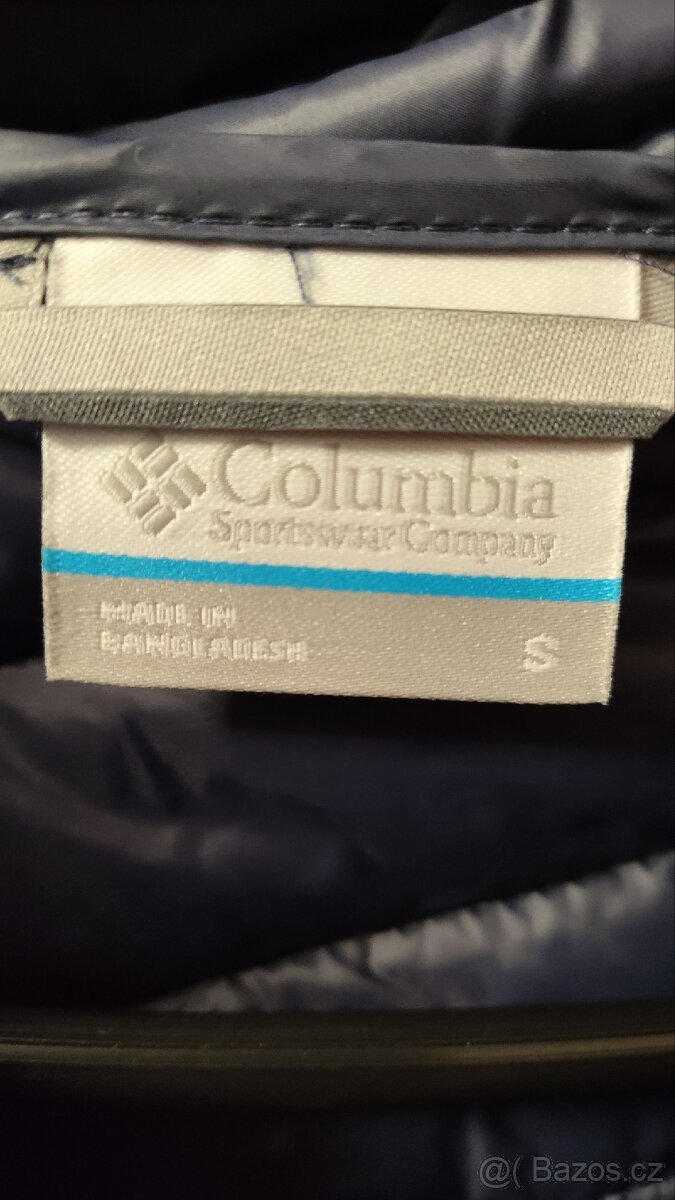 Columbia
Sportswear Company
MADE IN
BANGLADESH
S
@( Bazos.cz